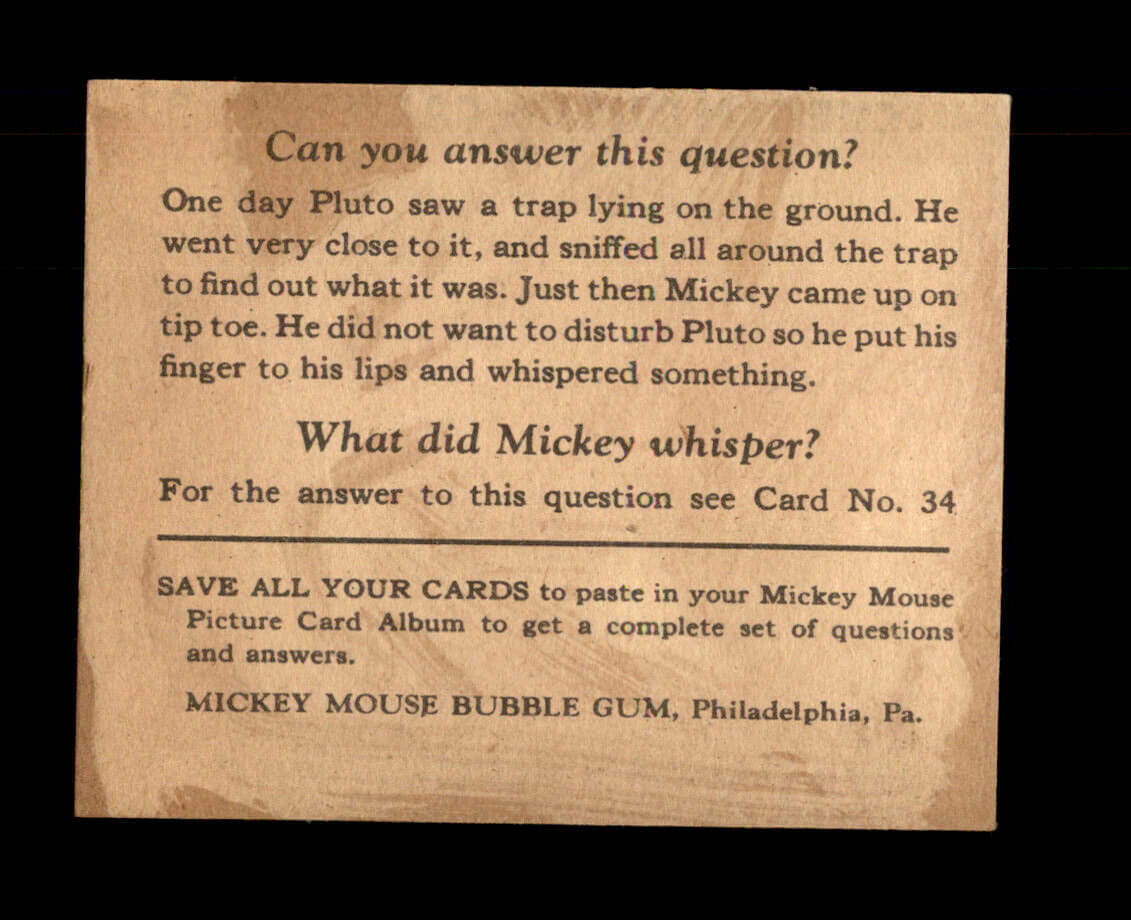 Can you answer this question?
One day Pluto saw a trap lying on the ground. He
went very close to it, and sniffed all around the trap
to find out what it was. Just then Mickey came up on
tip toe. He did not want to disturb Pluto so he put his
finger to his lips and whispered something.
What did Mickey whisper?
For the answer to this question see Card No. 34
SAVE ALL YOUR CARDS to paste in your Mickey Mouse
Picture Card Album to get a complete set of questions
and answers.
MICKEY MOUSE BUBBLE GUM, Philadelphia, Pa.